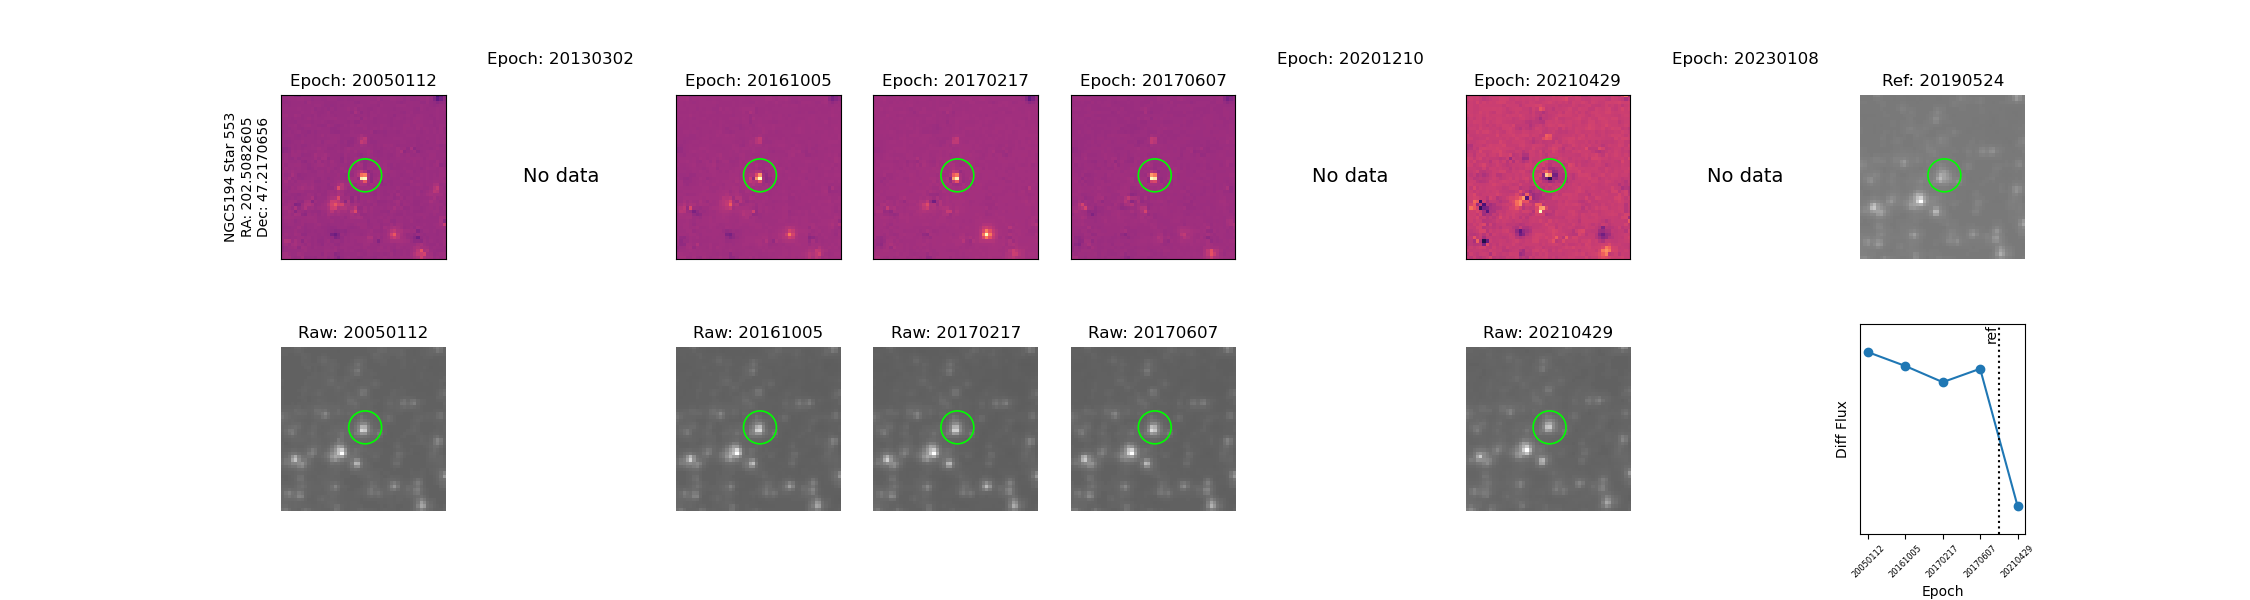 Epoch: 20130302
Epoch: 20201210
Epoch: 20230108
Epoch: 20050112
Epoch: 20161005
Epoch: 20170217
Epoch: 20170607
Epoch: 20210429
Ref: 20190524
NGC5194 Star 553
RA: 202.5082605
Dec: 47.2170656
No data
No data
No data
Raw: 20050112
Raw: 20161005
Raw: 20170217
Raw: 20170607
Raw: 20210429
ref
Diff Flux
20050112
20161005
20170217
20170607
20210429
Epoch